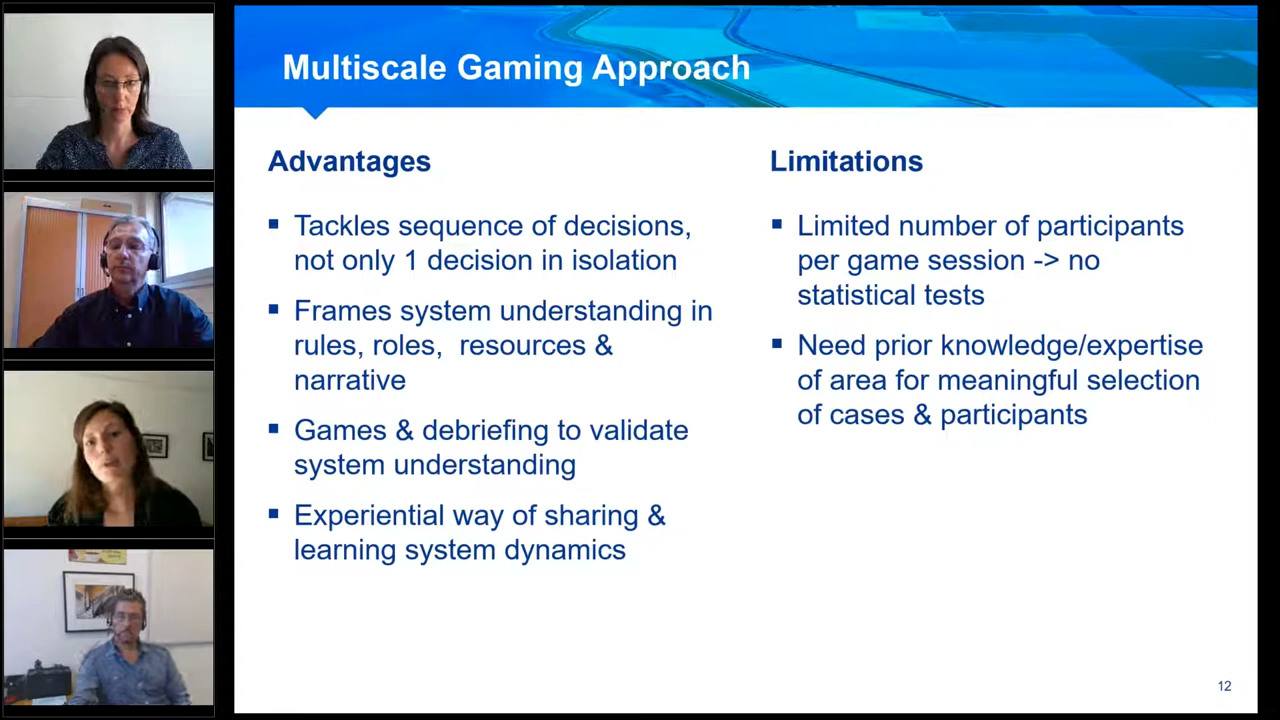 Multiscale Gaming Approach
Advantages
Tackles sequence of decisions,
not only 1 decision in isolation
Frames system understanding in
rules, roles,  resources &
narrative
Games & debriefing to validate
system understanding
Experiential way of sharing &
learning system dynamics
Limitations
Limited number of participants
per game session -> no
statistical tests
Need prior knowledge/expertise
of area for meaningful selection
of cases & participants
12